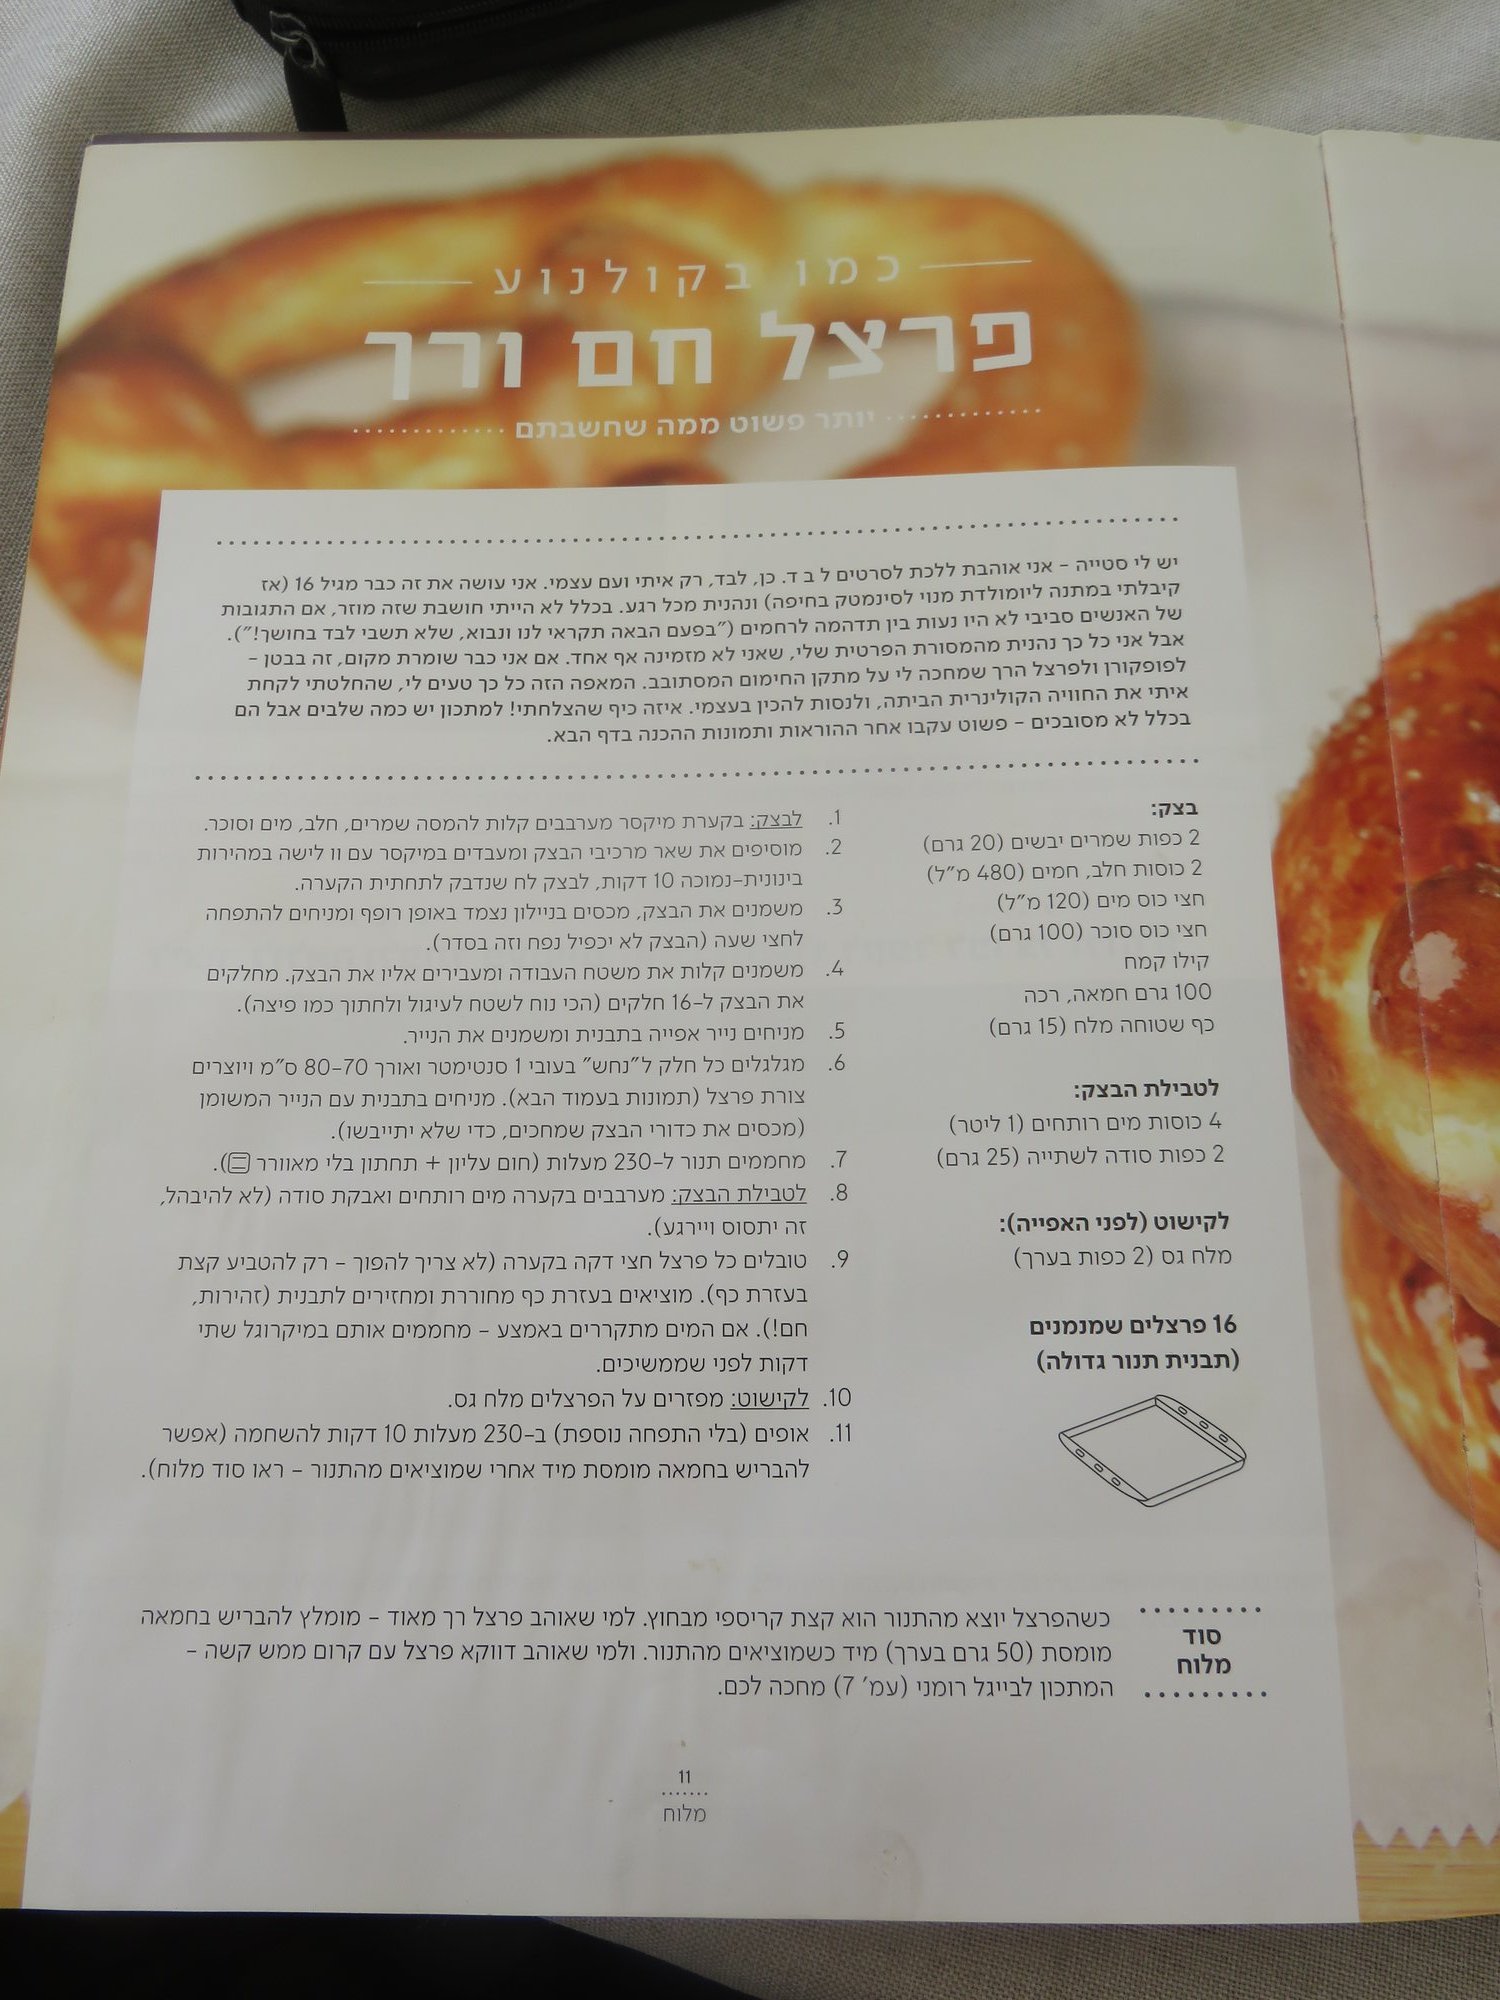 כמו בקולנוע
פרצל חם ורך
יותר פשוט ממה שחשבתם
יש לי סטייה – אני אוהבת ללכת לסרטים ל ב ד. כן, לבד, רק איתי ועם עצמי. אני עושה את זה כבר מגיל 16 (אז
קיבלתי במתנה ליומולדת מנוי לסינמטק בחיפה) ונהנית מכל רגע. בכלל לא הייתי חושבת שזה מוזר, אם התגובות
של האנשים סביבי לא היו נעות בין תדהמה לרחמים ("בפעם הבאה תקראי לנו ונבוא, שלא תשבי לבד בחושך!").
אבל אני כל כך נהנית מהמסורת הפרטית שלי, שאני לא מזמינה אף אחד. אם אני כבר שומרת מקום, זה בבטן –
לפופקורן ולפרצל הרך שמחכה לי על מתקן החימום המסתובב. המאפה הזה כל כך טעים לי, שהחלטתי לקחת
איתי את החוויה הקולינרית הביתה, ולנסות להכין בעצמי. איזה כיף שהצלחתי! למתכון יש כמה שלבים אבל הם
בכלל לא מסובכים – פשוט עקבו אחר ההוראות ותמונות ההכנה בדף הבא.
בצק:
2 כפות שמרים יבשים (20 גרם)
2 כוסות חלב, חמים (480 מ"ל)
חצי כוס מים (120 מ"ל)
חצי כוס סוכר (100 גרם)
קילו קמח
100 גרם חמאה, רכה
כף שטוחה מלח (15 גרם)
לטבילת הבצק:
4 כוסות מים רותחים (1 ליטר)
2 כפות סודה לשתייה (25 גרם)
לקישוט (לפני האפייה):
מלח גס (2 כפות בערך)
16 פרצלים שמנמנים
(תבנית תנור גדולה)
1. לבצק: בקערת מיקסר מערבבים קלות להמסה שמרים, חלב, מים וסוכר.
2. מוסיפים את שאר מרכיבי הבצק ומעבדים במיקסר עם וו לישה במהירות
בינונית-נמוכה 10 דקות, לבצק לח שנדבק לתחתית הקערה.
3. משמנים את הבצק, מכסים בניילון נצמד באופן רופף ומניחים להתפחה
לחצי שעה (הבצק לא יכפיל נפח וזה בסדר).
4. משמנים קלות את משטח העבודה ומעבירים אליו את הבצק. מחלקים
את הבצק ל-16 חלקים (הכי נוח לשטח לעיגול ולחתוך כמו פיצה).
5. מניחים נייר אפייה בתבנית ומשמנים את הנייר.
6. מגלגלים כל חלק ל"נחש" בעובי 1 סנטימטר ואורך 80-70 ס"מ ויוצרים
צורת פרצל (תמונות בעמוד הבא). מניחים בתבנית עם הנייר המשומן
(מכסים את כדורי הבצק שמחכים, כדי שלא יתייבשו).
7. מחממים תנור ל-230 מעלות (חום עליון + תחתון בלי מאוורר).
8. לטבילת הבצק: מערבבים בקערה מים רותחים ואבקת סודה (לא להיבהל,
זה יתסוס ויירגע).
9. טובלים כל פרצל חצי דקה בקערה (לא צריך להפוך – רק להטביע קצת
בעזרת כף). מוציאים בעזרת כף מחוררת ומחזירים לתבנית (זהירות,
חם!). אם המים מתקררים באמצע – מחממים אותם במיקרוגל שתי
דקות לפני שממשיכים.
10. לקישוט: מפזרים על הפרצלים מלח גס.
11. אופים (בלי התפחה נוספת) ב-230 מעלות 10 דקות להשחמה (אפשר
להבריש בחמאה מומסת מיד אחרי שמוציאים מהתנור – ראו סוד מלוח).
סוד
מלוח
כשהפרצל יוצא מהתנור הוא קצת קריספי מבחוץ. למי שאוהב פרצל רך מאוד – מומלץ להבריש בחמאה
מומסת (50 גרם בערך) מיד כשמוציאים מהתנור. ולמי שאוהב דווקא פרצל עם קרום ממש קשה –
המתכון לבייגל רומני (עמ' 7) מחכה לכם.
11
מלוח